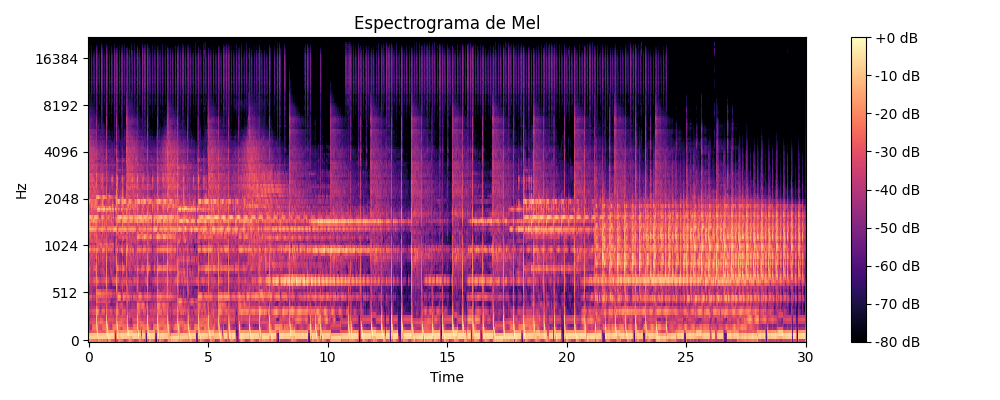 Espectrograma de Mel
Hz
16384
8192
4096
2048
1024
512
0
0 5 10 15 20 25 30
Time
+0 dB
-10 dB
-20 dB
-30 dB
-40 dB
-50 dB
-60 dB
-70 dB
-80 dB